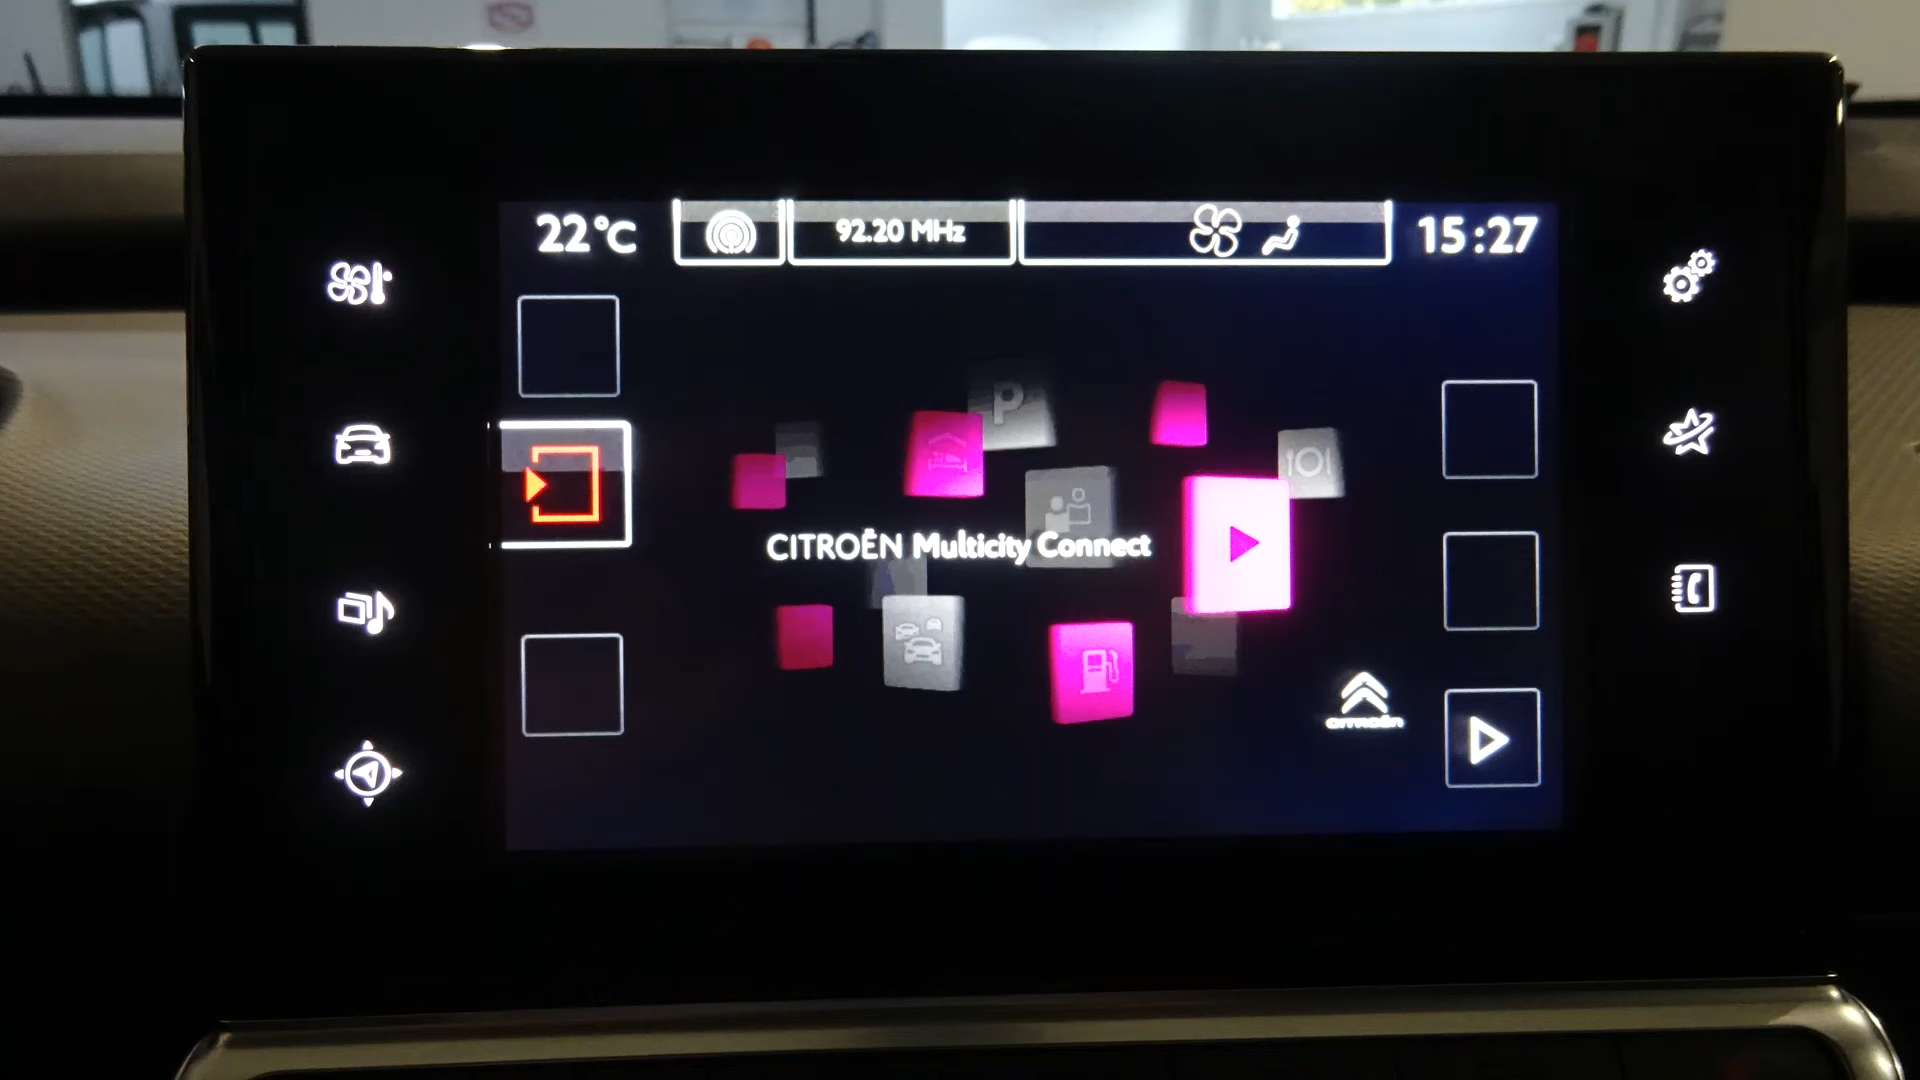 22°C
92.20 MHz
15:27
P
CITROËN Multicity Connect
CITROËN